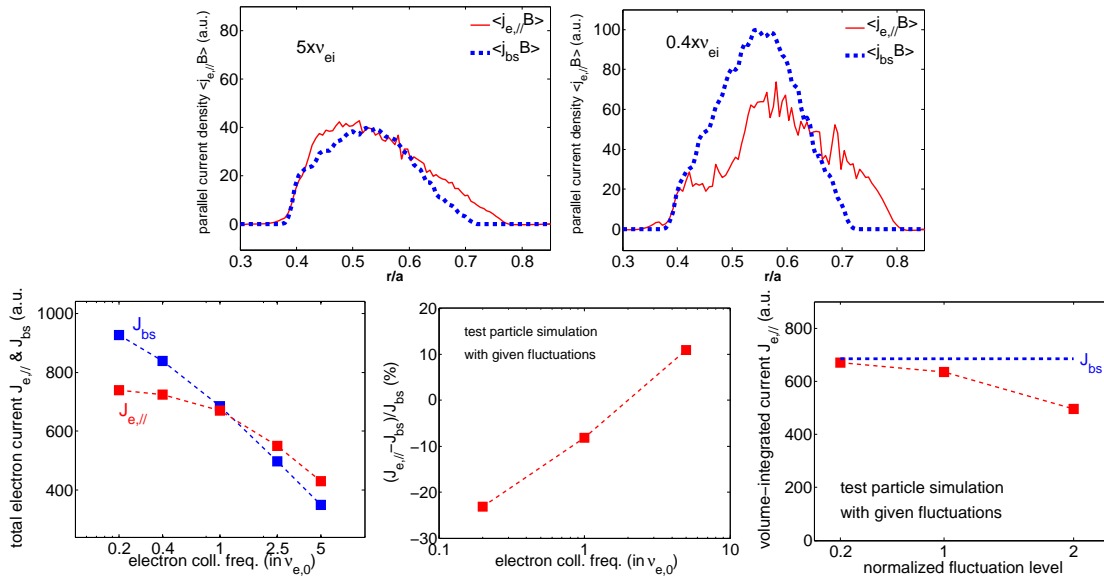 parallel current density <j_{e,//}B> (a.u.)
80
60
40
20
0
5xν_{ei}
<j_{e,//}B>
<j_{bs}B>
0.3 0.4 0.5 0.6 0.7 0.8
r/a
parallel current density <j_{e,//}B> (a.u.)
100
80
60
40
20
0
0.4xν_{ei}
<j_{e,//}B>
<j_{bs}B>
0.3 0.4 0.5 0.6 0.7 0.8
r/a
total electron current J_{e,//} & J_{bs} (a.u.)
1000
800
600
400
J_{bs}
J_{e,//}
0.2 0.4 1 2.5 5
electron coll. freq. (in ν_{e,0})
(J_{e,//}−J_{bs})/J_{bs} (%)
20
10
0
−10
−20
−30
test particle simulation
with given fluctuations
0.1 1 10
electron coll. freq. (in ν_{e,0})
volume−integrated current J_{e,//} (a.u.
800
600
400
200
0
J_{bs}
test particle simulation
with given fluctuations
0.2 1 2
normalized fluctuation level